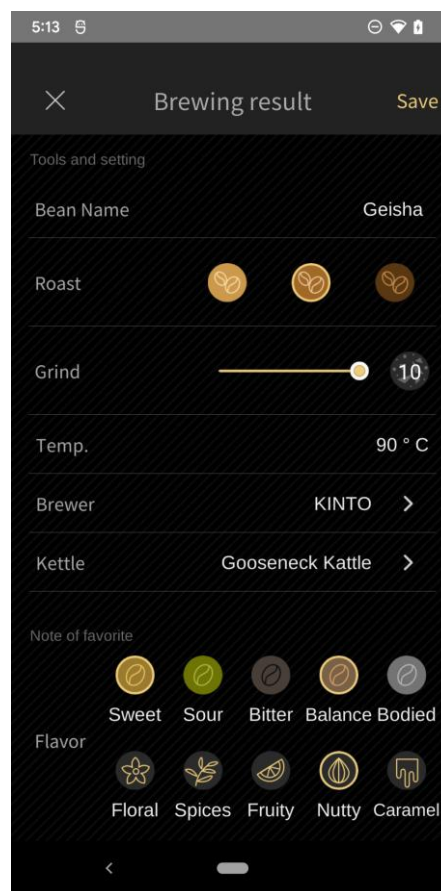 5:13
Brewing result
Save
Tools and setting
Bean Name Geisha
Roast
Grind 10
Temp. 90 ° C
Brewer KINTO
Kettle Gooseneck Kattle
Note of favorite
Sweet Sour Bitter Balance Bodied
Flavor
Floral Spices Fruity Nutty Caramel